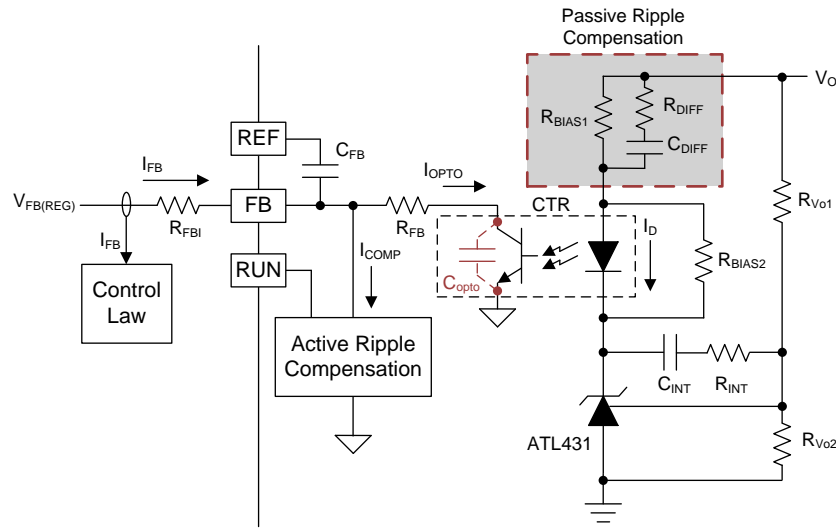 Passive Ripple
Compensation
V_O
R_BIAS1
R_DIFF
C_DIFF
REF
C_FB
I_FB
I_OPTO
V_FB(REG)
FB
R_FBI
R_FB
CTR
I_D
R_Vo1
R_BIAS2
I_FB
RUN
I_COMP
C_opto
Control
Law
Active Ripple
Compensation
C_INT
R_INT
ATL431
R_Vo2